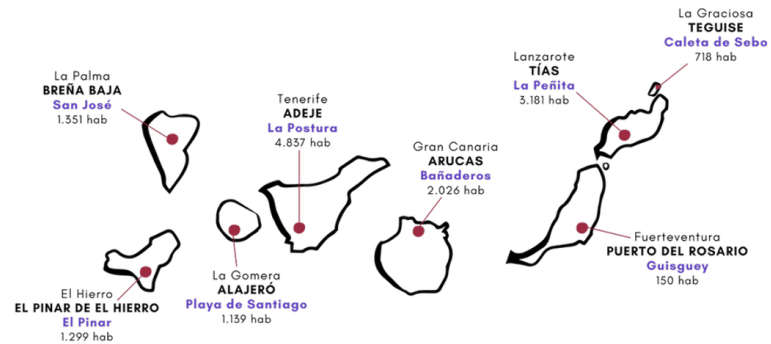 La Graciosa
TEGUISE
Caleta de Sebo
718 hab
Lanzarote
TÍAS
La Peñita
3.181 hab
La Palma
BREÑA BAJA
San José
1.351 hab
Tenerife
ADEJE
La Postura
4.837 hab
Gran Canaria
ARUCAS
Bañaderos
2.026 hab
Fuerteventura
PUERTO DEL ROSARIO
Guisguey
150 hab
La Gomera
ALAJERÓ
Playa de Santiago
1.139 hab
El Hierro
EL PINAR DE EL HIERRO
El Pinar
1.299 hab